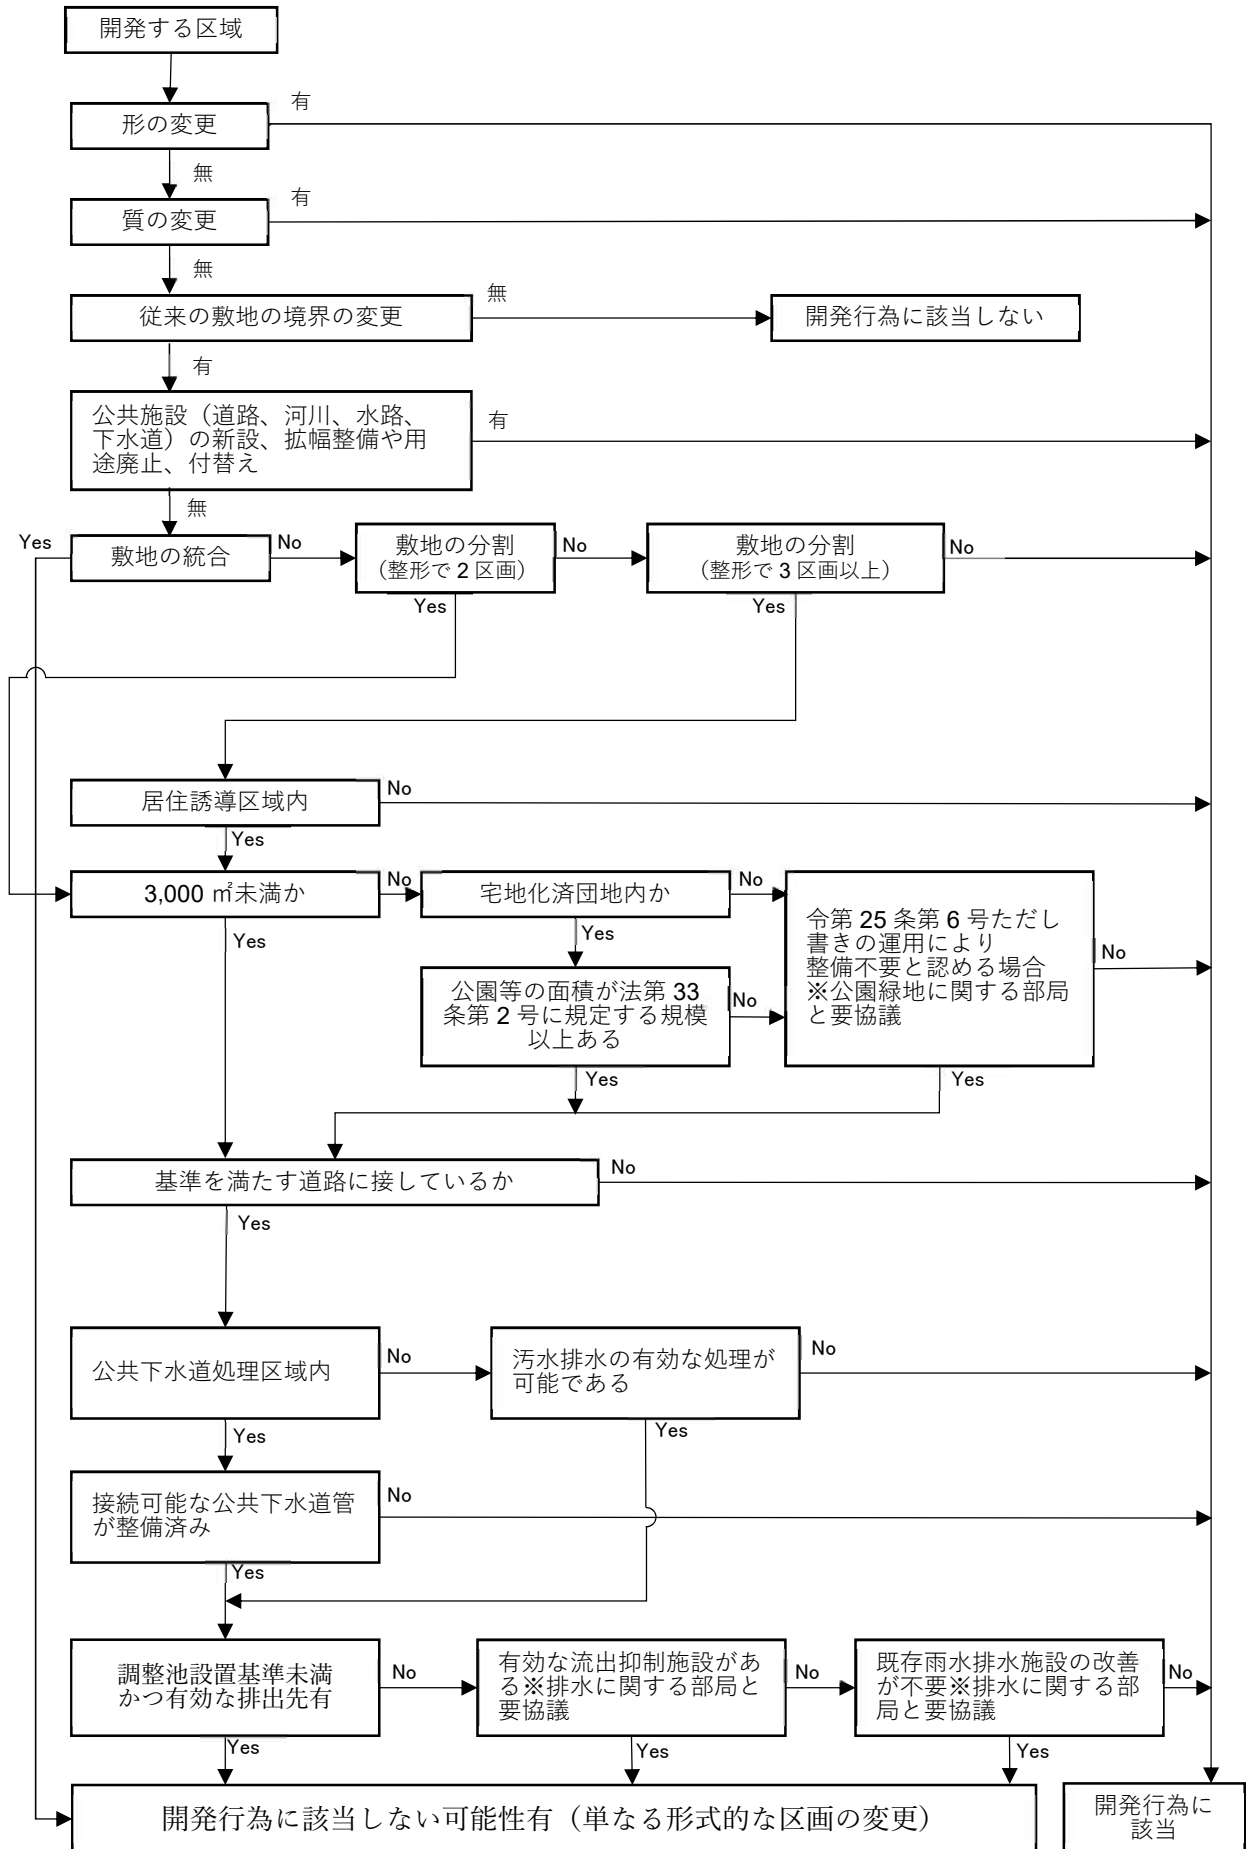 開発する区域
有
形の変更
無
有
質の変更
無
無
従来の敷地の境界の変更
開発行為に該当しない
有
公共施設（道路、河川、水路、
下水道）の新設、拡幅整備や用
途廃止、付替え
有
無
Yes
敷地の統合
No
敷地の分割
（整形で 2 区画）
No
敷地の分割
（整形で 3 区画以上）
No
Yes
Yes
居住誘導区域内
No
Yes
3,000 ㎡未満か
No
宅地化済団地内か
No
令第 25 条第 6 号ただし
書きの運用により
整備不要と認める場合
※公園緑地に関する部局
と要協議
No
Yes
Yes
公園等の面積が法第 33
条第 2 号に規定する規模
以上ある
No
Yes
Yes
基準を満たす道路に接しているか
No
Yes
公共下水道処理区域内
No
汚水排水の有効な処理が
可能である
No
Yes
Yes
接続可能な公共下水道管
が整備済み
No
Yes
調整池設置基準未満
かつ有効な排出先有
No
有効な流出抑制施設があ
る※排水に関する部局と
要協議
No
既存雨水排水施設の改善
が不要※排水に関する部
局と要協議
No
Yes
Yes
Yes
開発行為に該当しない可能性有（単なる形式的な区画の変更）
開発行為に
該当